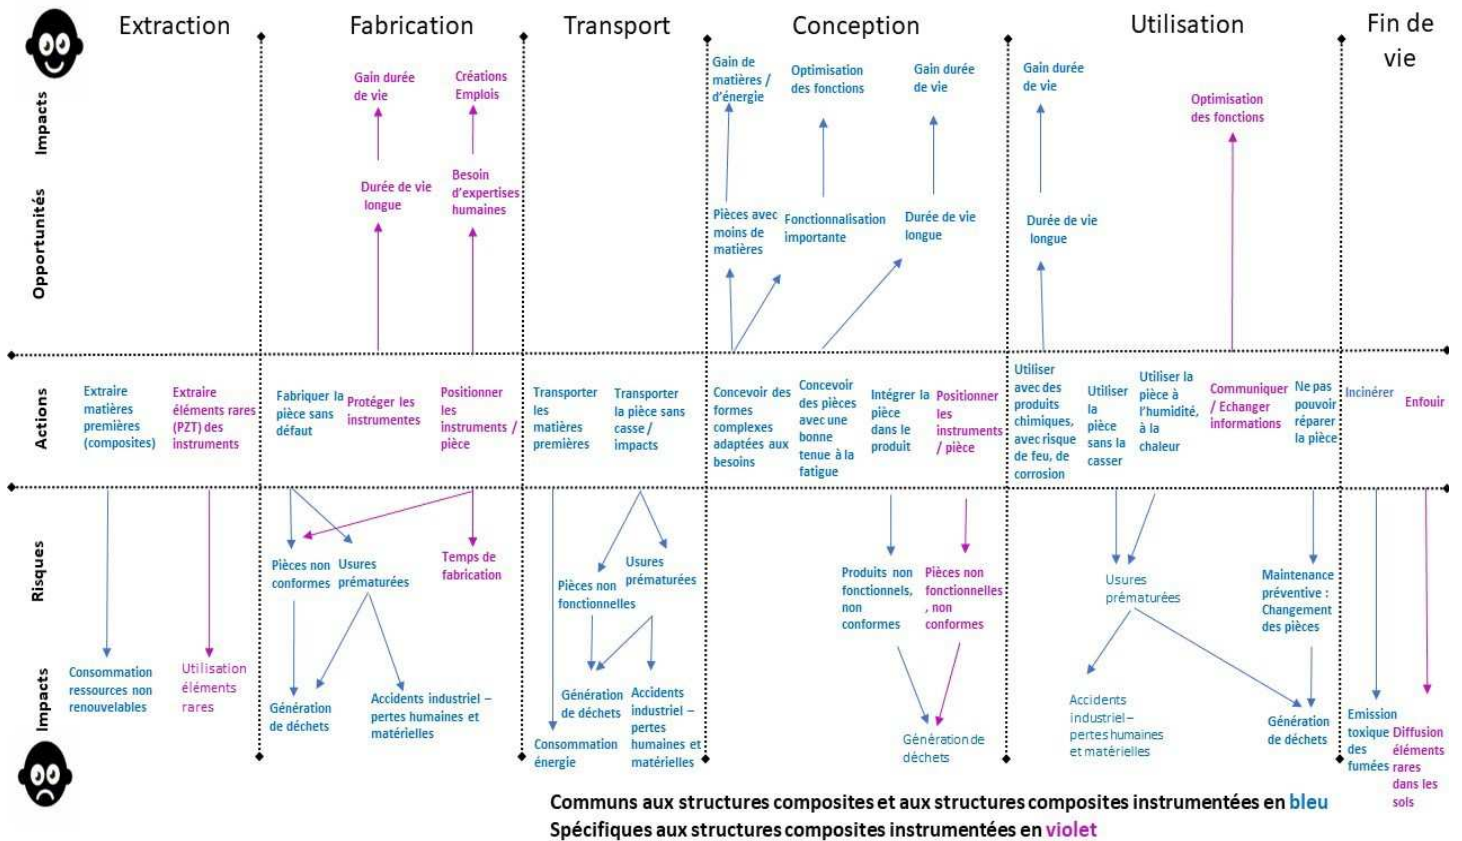 Extraction
Fabrication
Transport
Conception
Utilisation
Fin de
vie
Impacts
Gain durée
de vie
Créations
Emplois
Gain de
matières /
d'énergie
Optimisation
des fonctions
Gain durée
de vie
Gain durée
de vie
Optimisation
des fonctions
Opportunités
Durée de vie
longue
Besoin
d'expertises
humaines
Pièces avec
moins de
matières
Fonctionnalisation
importante
Durée de vie
longue
Durée de vie
longue
Actions
Extraire
matières
premières
(composites)
Extraire
éléments rares
(PZT) des
instruments
Fabriquer la
pièce sans
défaut
Protéger les
instrumentes
Positionner
les
instruments /
pièce
Transporter
les
matières
premières
Transporter
la pièce sans
casse /
impacts
Concevoir des
formes
complexes
adaptées aux
besoins
Concevoir
des pièces
avec une
bonne
tenue à la
fatigue
Intégrer la
pièce
dans le
produit
Positionner
les
instruments
/ pièce
Utiliser
avec des
produits
chimiques,
avec risque
de feu, de
corrosion
Utiliser
la
pièce
sans la
casser
Utiliser la
pièce à
l'humidité,
à la
chaleur
Communiquer
/ Echanger
informations
Ne pas
pouvoir
réparer
la pièce
Incinérer
Enfouir
Risques
Pièces non
conformes
Usures
prématurées
Temps de
fabrication
Pièces non
fonctionnelles
Usures
prématurées
Produits non
fonctionnels,
non
conformes
Pièces non
fonctionnelles
, non
conformes
Usures
prématurées
Maintenance
préventive :
Changement
des pièces
Impacts
Consommation
ressources non
renouvelables
Utilisation
éléments
rares
Génération
de déchets
Accidents industriel –
pertes humaines et
matérielles
Consommation
énergie
Génération
de déchets
Accidents
industriel –
pertes
humaines et
matérielles
Génération de
déchets
Accidents
industriel –
pertes humaines
et matérielles
Génération
de déchets
Emission
toxique
des
fumées
Diffusion
éléments
rares
dans les
sols
Communs aux structures composites et aux structures composites instrumentées en bleu
Spécifiques aux structures composites instrumentées en violet